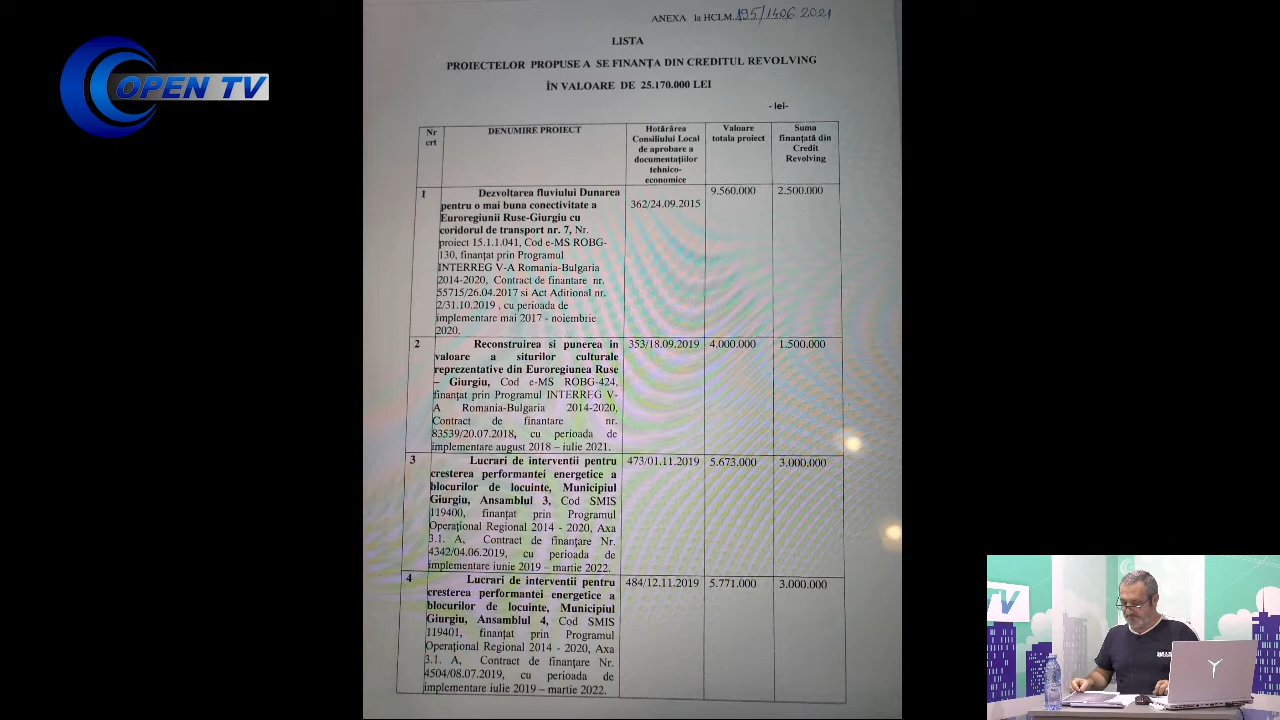 OPEN TV
ANEXA la HCLM 195/1406 2021
LISTA
PROIECTELOR PROPUSE A SE FINANȚA DIN CREDITUL REVOLVING
ÎN VALOARE DE 25.170.000 LEI
- lei-
Nr crt
DENUMIRE PROIECT
Hotărârea
Consiliului Local
de aprobare a
documentațiilor
tehnico-
economice
Valoare
totala proiect
Suma
finanțată din
Credit
Revolving
1
Dezvoltarea fluviului Dunarea
pentru o mai buna conectivitate a
Euroregiunii Ruse-Giurgiu cu
coridorul de transport nr. 7, Nr.
proiect 15.1.1.041, Cod e-MS ROBG-
130, finanțat prin Programul
INTERREG V-A Romania-Bulgaria
2014-2020, Contract de finantare nr.
55715/26.04.2017 si Act Aditional nr.
2/31.10.2019 , cu perioada de
implementare mai 2017 - noiembrie
2020.
362/24.09.2015
9.560.000
2.500.000
2
Reconstruirea si punerea in
valoare a siturilor culturale
reprezentative din Euroregiunea Ruse
– Giurgiu, Cod e-MS ROBG-424,
finanțat prin Programul INTERREG V-
A Romania-Bulgaria 2014-2020,
Contract de finantare nr.
83539/20.07.2018, cu perioada de
implementare august 2018 – iulie 2021.
353/18.09.2019
4.000.000
1.500.000
3
Lucrari de interventii pentru
cresterea performantei energetice a
blocurilor de locuinte, Municipiul
Giurgiu, Ansamblul 3, Cod SMIS
119400, finanțat prin Programul
Operațional Regional 2014 - 2020, Axa
3.1. A, Contract de finanțare Nr.
4342/04.06.2019, cu perioada de
implementare iunie 2019 – martie 2022.
473/01.11.2019
5.673.000
3.000.000
4
Lucrari de interventii pentru
cresterea performantei energetice a
blocurilor de locuinte, Municipiul
Giurgiu, Ansamblul 4, Cod SMIS
119401, finanțat prin Programul
Operațional Regional 2014 - 2020, Axa
3.1. A, Contract de finanțare Nr.
4504/08.07.2019, cu perioada de
implementare iulie 2019 – martie 2022.
484/12.11.2019
5.771.000
3.000.000
TV